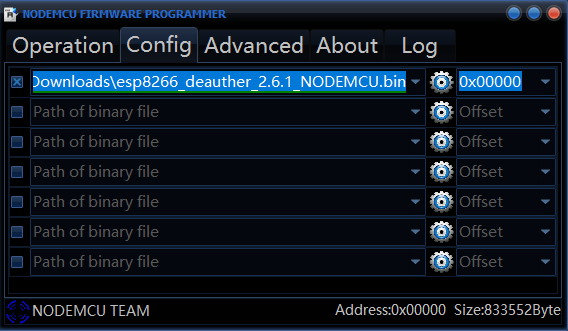 NODEMCU FIRMWARE PROGRAMMER
Operation Config Advanced About Log
Downloads\esp8266_deauther_2.6.1_NODEMCU.bin 0x00000
Path of binary file Offset
Path of binary file Offset
Path of binary file Offset
Path of binary file Offset
Path of binary file Offset
Path of binary file Offset
NODEMCU TEAM Address:0x00000 Size:833552Byte